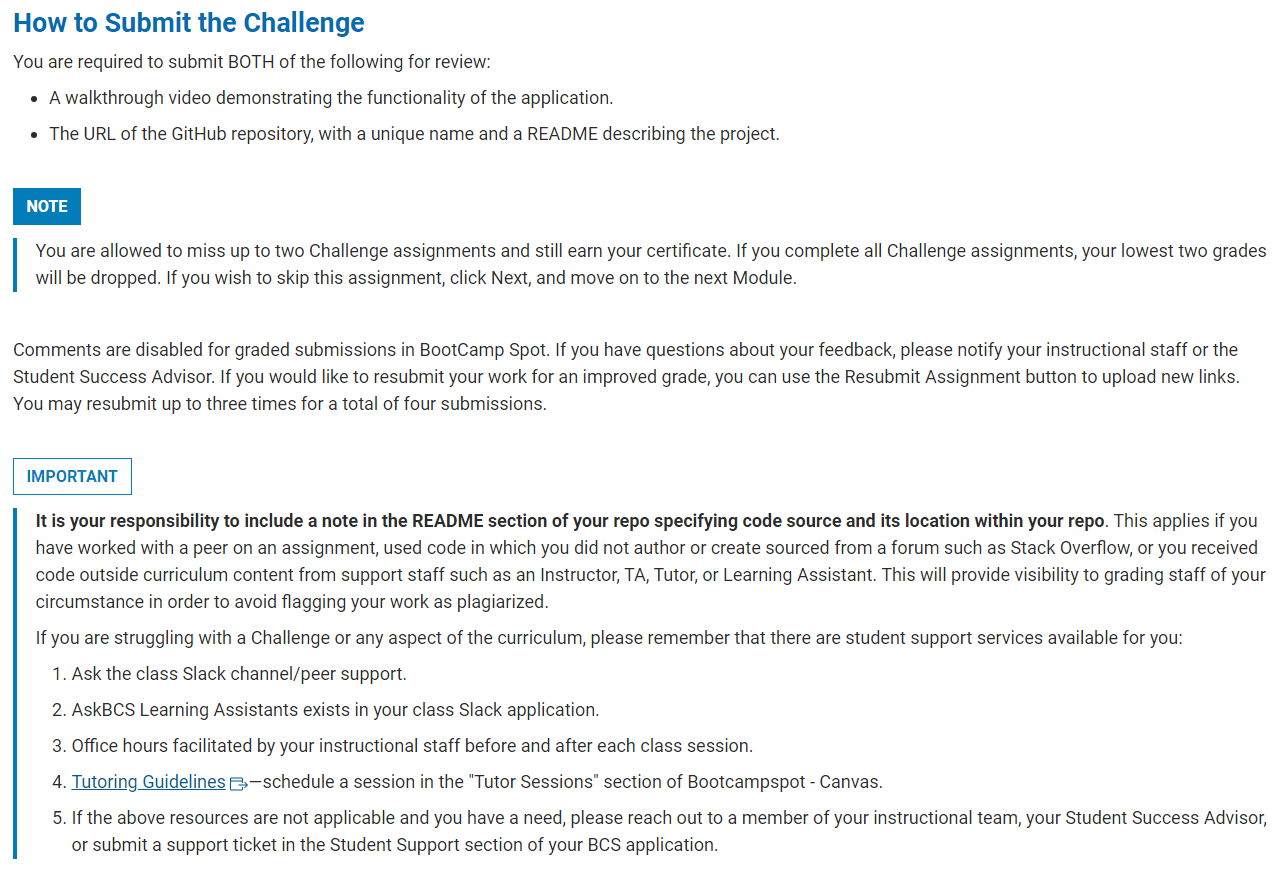 How to Submit the Challenge
You are required to submit BOTH of the following for review:
• A walkthrough video demonstrating the functionality of the application.
• The URL of the GitHub repository, with a unique name and a README describing the project.
NOTE
You are allowed to miss up to two Challenge assignments and still earn your certificate. If you complete all Challenge assignments, your lowest two grades
will be dropped. If you wish to skip this assignment, click Next, and move on to the next Module.
Comments are disabled for graded submissions in BootCamp Spot. If you have questions about your feedback, please notify your instructional staff or the
Student Success Advisor. If you would like to resubmit your work for an improved grade, you can use the Resubmit Assignment button to upload new links.
You may resubmit up to three times for a total of four submissions.
IMPORTANT
It is your responsibility to include a note in the README section of your repo specifying code source and its location within your repo. This applies if you
have worked with a peer on an assignment, used code in which you did not author or create sourced from a forum such as Stack Overflow, or you received
code outside curriculum content from support staff such as an Instructor, TA, Tutor, or Learning Assistant. This will provide visibility to grading staff of your
circumstance in order to avoid flagging your work as plagiarized.
If you are struggling with a Challenge or any aspect of the curriculum, please remember that there are student support services available for you:
1. Ask the class Slack channel/peer support.
2. AskBCS Learning Assistants exists in your class Slack application.
3. Office hours facilitated by your instructional staff before and after each class session.
4. Tutoring Guidelines —schedule a session in the "Tutor Sessions" section of Bootcampspot - Canvas.
5. If the above resources are not applicable and you have a need, please reach out to a member of your instructional team, your Student Success Advisor,
or submit a support ticket in the Student Support section of your BCS application.